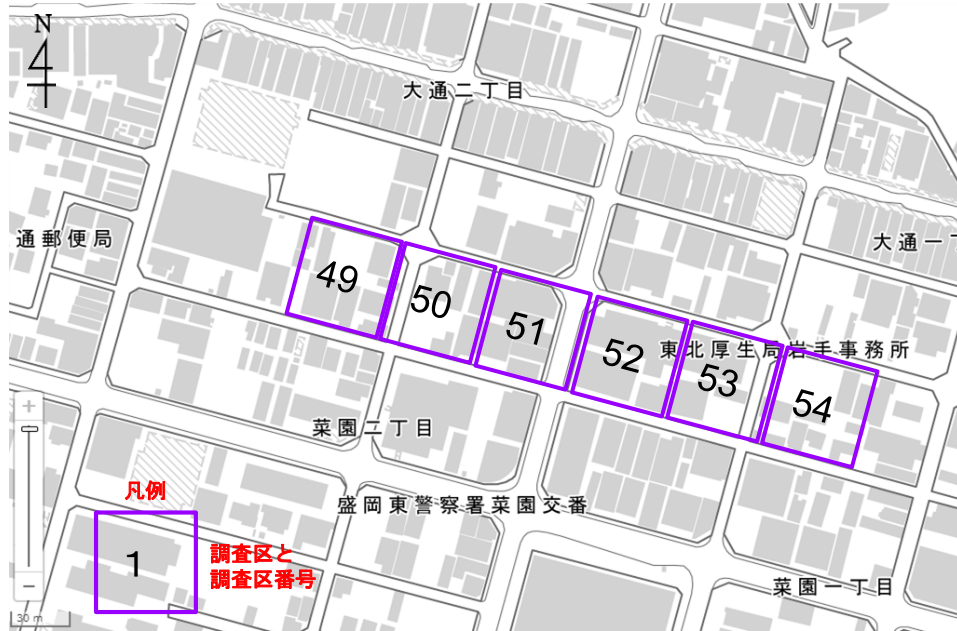 N
大通二丁目
通郵便局
大通一丁
49
50
51
52
東北厚生局岩手事務所
53
54
菜園二丁目
盛岡東警察署菜園交番
凡例
1
調査区と
調査区番号
菜園一丁目
+
−
30 m